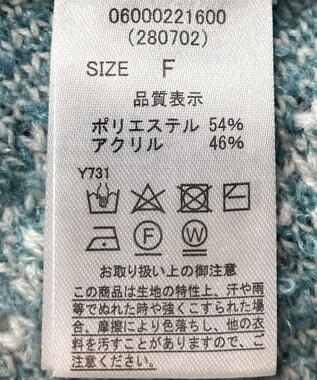 06000221600
(280702)
SIZE F
品質表示
ポリエステル 54%
アクリル 46%
Y731
F W
お取り扱い上の御注意
この商品は生地の特性上、汗や雨
等でぬれた時や強くこすられた場
合、摩擦により色落ちし、他の衣
料を汚すことがありますので、ご
注意ください。